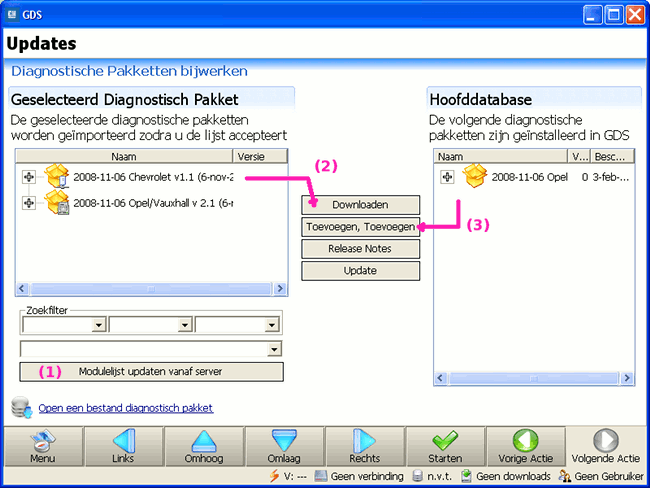 GDS
Updates
Diagnostische Pakketten bijwerken
Geselecteerd Diagnostisch Pakket
De geselecteerde diagnostische pakketten
worden geïmporteerd zodra u de lijst accepteert
Naam Versie
2008-11-06 Chevrolet v1.1 (6-nov-2
2008-11-06 Opel/Vauxhall v 2.1 (6-r
(2)
Downloaden
Toevoegen, Toevoegen
Release Notes
Update
(3)
Hoofddatabase
De volgende diagnostische
pakketten zijn geïnstalleerd in GDS
Naam V... Besc...
2008-11-06 Opel 0 3-feb-...
Zoekfilter
(1) Modulelijst updaten vanaf server
Open een bestand diagnostisch pakket
Menu Links Omhoog Omlaag Rechts Starten Vorige Actie Volgende Actie
V: --- Geen verbinding n.v.t. Geen downloads Geen Gebruiker